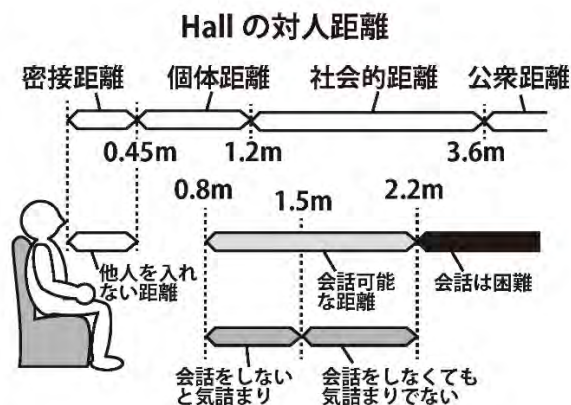 Hall の対人距離
密接距離 個体距離 社会的距離 公衆距離
0.45m 1.2m 3.6m
0.8m 1.5m 2.2m
他人を入れ
ない距離
会話可能
な距離
会話は困難
会話をしない
と気詰まり
会話をしなくても
気詰まりでない